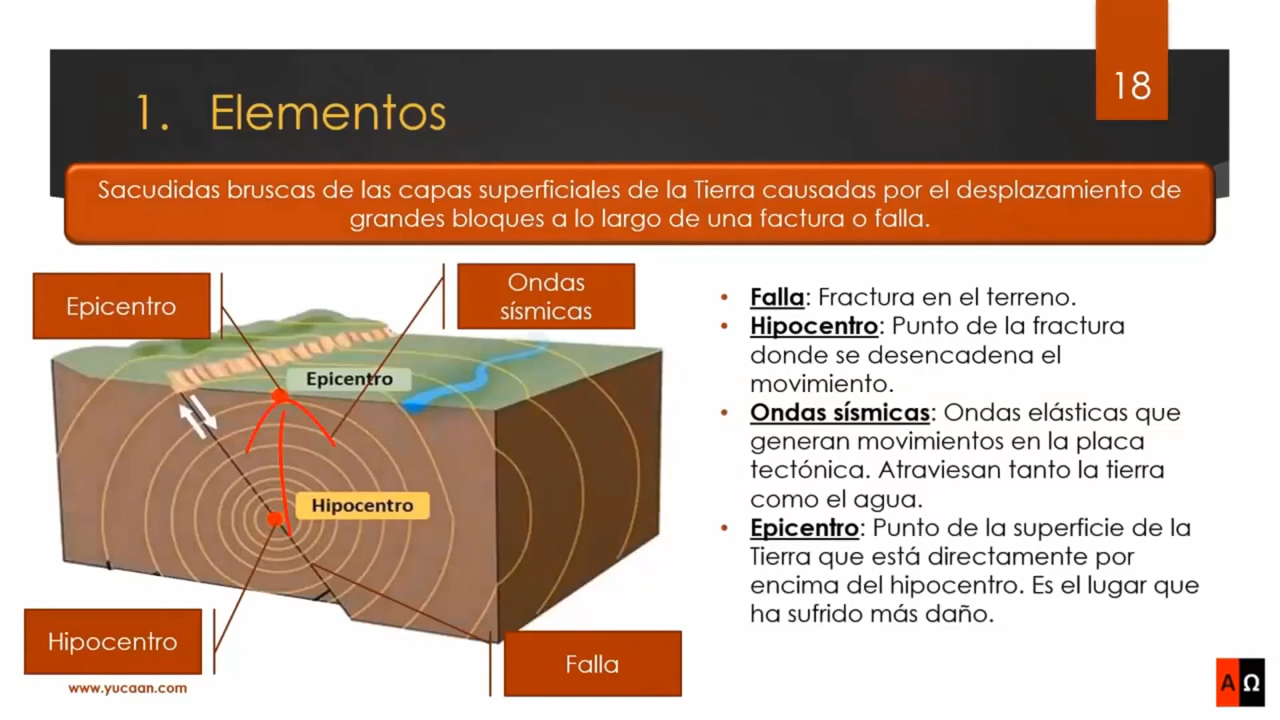 18
1. Elementos
Sacudidas bruscas de las capas superficiales de la Tierra causadas por el desplazamiento de
grandes bloques a lo largo de una factura o falla.
Epicentro
Ondas
sísmicas
Epicentro
Hipocentro
Hipocentro
Falla
• Falla: Fractura en el terreno.
• Hipocentro: Punto de la fractura
donde se desencadena el
movimiento.
• Ondas sísmicas: Ondas elásticas que
generan movimientos en la placa
tectónica. Atraviesan tanto la tierra
como el agua.
• Epicentro: Punto de la superficie de la
Tierra que está directamente por
encima del hipocentro. Es el lugar que
ha sufrido más daño.
www.yucaan.com
AΩ